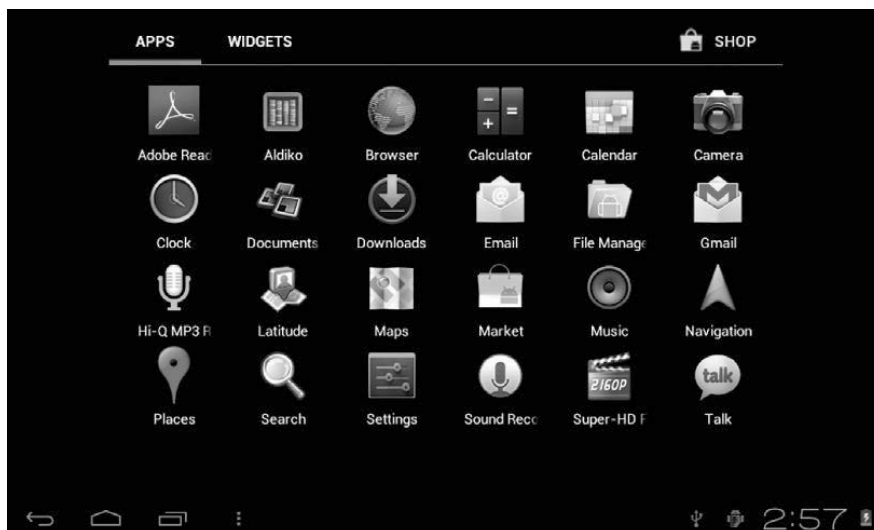 APPS WIDGETS SHOP
Adobe Reac Aldiko Browser Calculator Calendar Camera
@
Clock Documents Downloads Email File Manage Gmail
Hi-Q MP3 R Latitude Maps Market Music Navigation
2160P talk
Places Search Settings Sound Reco Super-HD F Talk
2:57